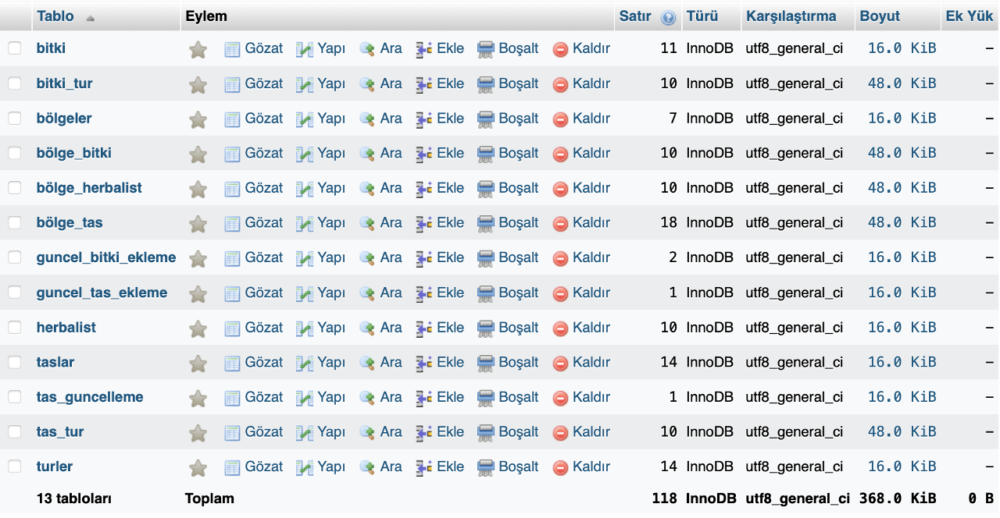 Tablo Eylem Satır Türü Karşılaştırma Boyut Ek Yük
bitki Gözat Yapı Ara Ekle Boşalt Kaldır 11 InnoDB utf8_general_ci 16.0 KiB –
bitki_tur Gözat Yapı Ara Ekle Boşalt Kaldır 10 InnoDB utf8_general_ci 48.0 KiB –
bölgeler Gözat Yapı Ara Ekle Boşalt Kaldır 7 InnoDB utf8_general_ci 16.0 KiB –
bölge_bitki Gözat Yapı Ara Ekle Boşalt Kaldır 10 InnoDB utf8_general_ci 48.0 KiB –
bölge_herbalist Gözat Yapı Ara Ekle Boşalt Kaldır 10 InnoDB utf8_general_ci 48.0 KiB –
bölge_tas Gözat Yapı Ara Ekle Boşalt Kaldır 18 InnoDB utf8_general_ci 48.0 KiB –
guncel_bitki_ekleme Gözat Yapı Ara Ekle Boşalt Kaldır 2 InnoDB utf8_general_ci 16.0 KiB –
guncel_tas_ekleme Gözat Yapı Ara Ekle Boşalt Kaldır 1 InnoDB utf8_general_ci 16.0 KiB –
herbalist Gözat Yapı Ara Ekle Boşalt Kaldır 10 InnoDB utf8_general_ci 16.0 KiB –
taslar Gözat Yapı Ara Ekle Boşalt Kaldır 14 InnoDB utf8_general_ci 16.0 KiB –
tas_guncelleme Gözat Yapı Ara Ekle Boşalt Kaldır 1 InnoDB utf8_general_ci 16.0 KiB –
tas_tur Gözat Yapı Ara Ekle Boşalt Kaldır 10 InnoDB utf8_general_ci 48.0 KiB –
turler Gözat Yapı Ara Ekle Boşalt Kaldır 14 InnoDB utf8_general_ci 16.0 KiB –
13 tabloları Toplam 118 InnoDB utf8_general_ci 368.0 KiB 0 B